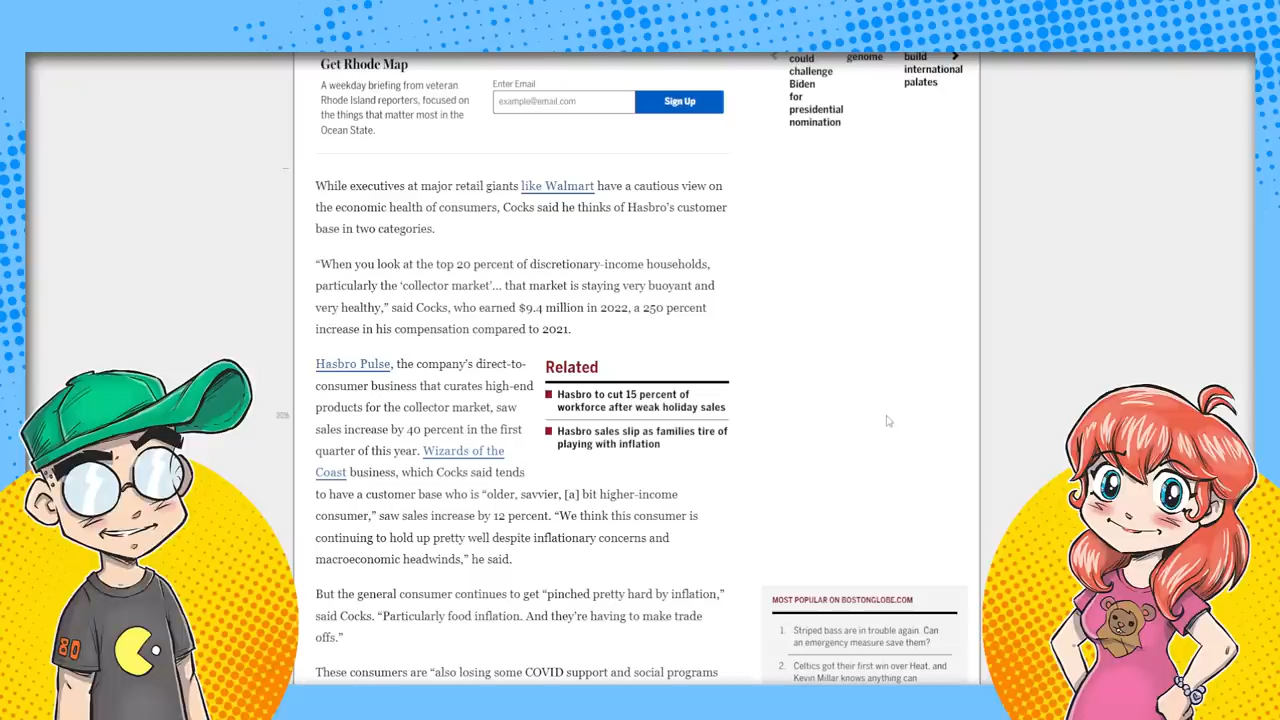 Get Rhode Map
A weekday briefing from veteran
Rhode Island reporters, focused on
the things that matter most in the
Ocean State.
Enter Email
example@email.com
Sign Up
could
challenge
Biden
for
presidential
nomination
genome
build
international
palates
While executives at major retail giants like Walmart have a cautious view on
the economic health of consumers, Cocks said he thinks of Hasbro's customer
base in two categories.
“When you look at the top 20 percent of discretionary-income households,
particularly the ‘collector market’... that market is staying very buoyant and
very healthy,” said Cocks, who earned $9.4 million in 2022, a 250 percent
increase in his compensation compared to 2021.
Hasbro Pulse, the company's direct-to-
consumer business that curates high-end
products for the collector market, saw
sales increase by 40 percent in the first
quarter of this year. Wizards of the
Coast business, which Cocks said tends
to have a customer base who is “older, savvier, [a] bit higher-income
consumer,” saw sales increase by 12 percent. “We think this consumer is
continuing to hold up pretty well despite inflationary concerns and
macroeconomic headwinds,” he said.
Related
Hasbro to cut 15 percent of
workforce after weak holiday sales
Hasbro sales slip as families tire of
playing with inflation
But the general consumer continues to get “pinched pretty hard by inflation,”
said Cocks. “Particularly food inflation. And they're having to make trade
offs.”
These consumers are “also losing some COVID support and social programs
MOST POPULAR ON BOSTONGLOBE.COM
1. Striped bass are in trouble again. Can
an emergency measure save them?
2. Celtics got their first win over Heat, and
Kevin Millar knows anything can
80